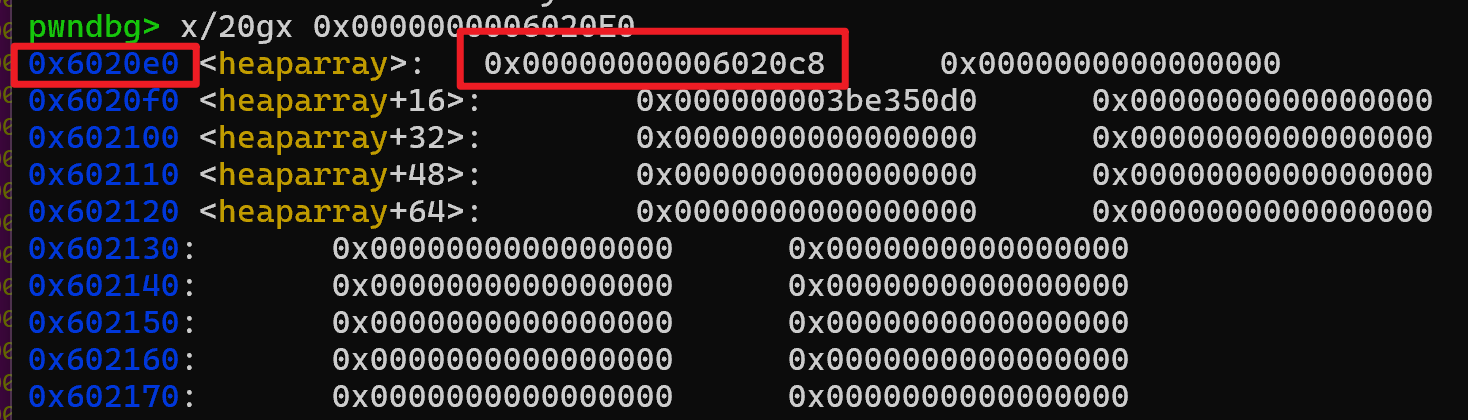 pwndbg> x/20gx 0x00000000006020E0
0x6020e0 <heaparray>: 0x00000000006020c8 0x0000000000000000
0x6020f0 <heaparray+16>: 0x000000003be350d0 0x0000000000000000
0x602100 <heaparray+32>: 0x0000000000000000 0x0000000000000000
0x602110 <heaparray+48>: 0x0000000000000000 0x0000000000000000
0x602120 <heaparray+64>: 0x0000000000000000 0x0000000000000000
0x602130: 0x0000000000000000 0x0000000000000000
0x602140: 0x0000000000000000 0x0000000000000000
0x602150: 0x0000000000000000 0x0000000000000000
0x602160: 0x0000000000000000 0x0000000000000000
0x602170: 0x0000000000000000 0x0000000000000000